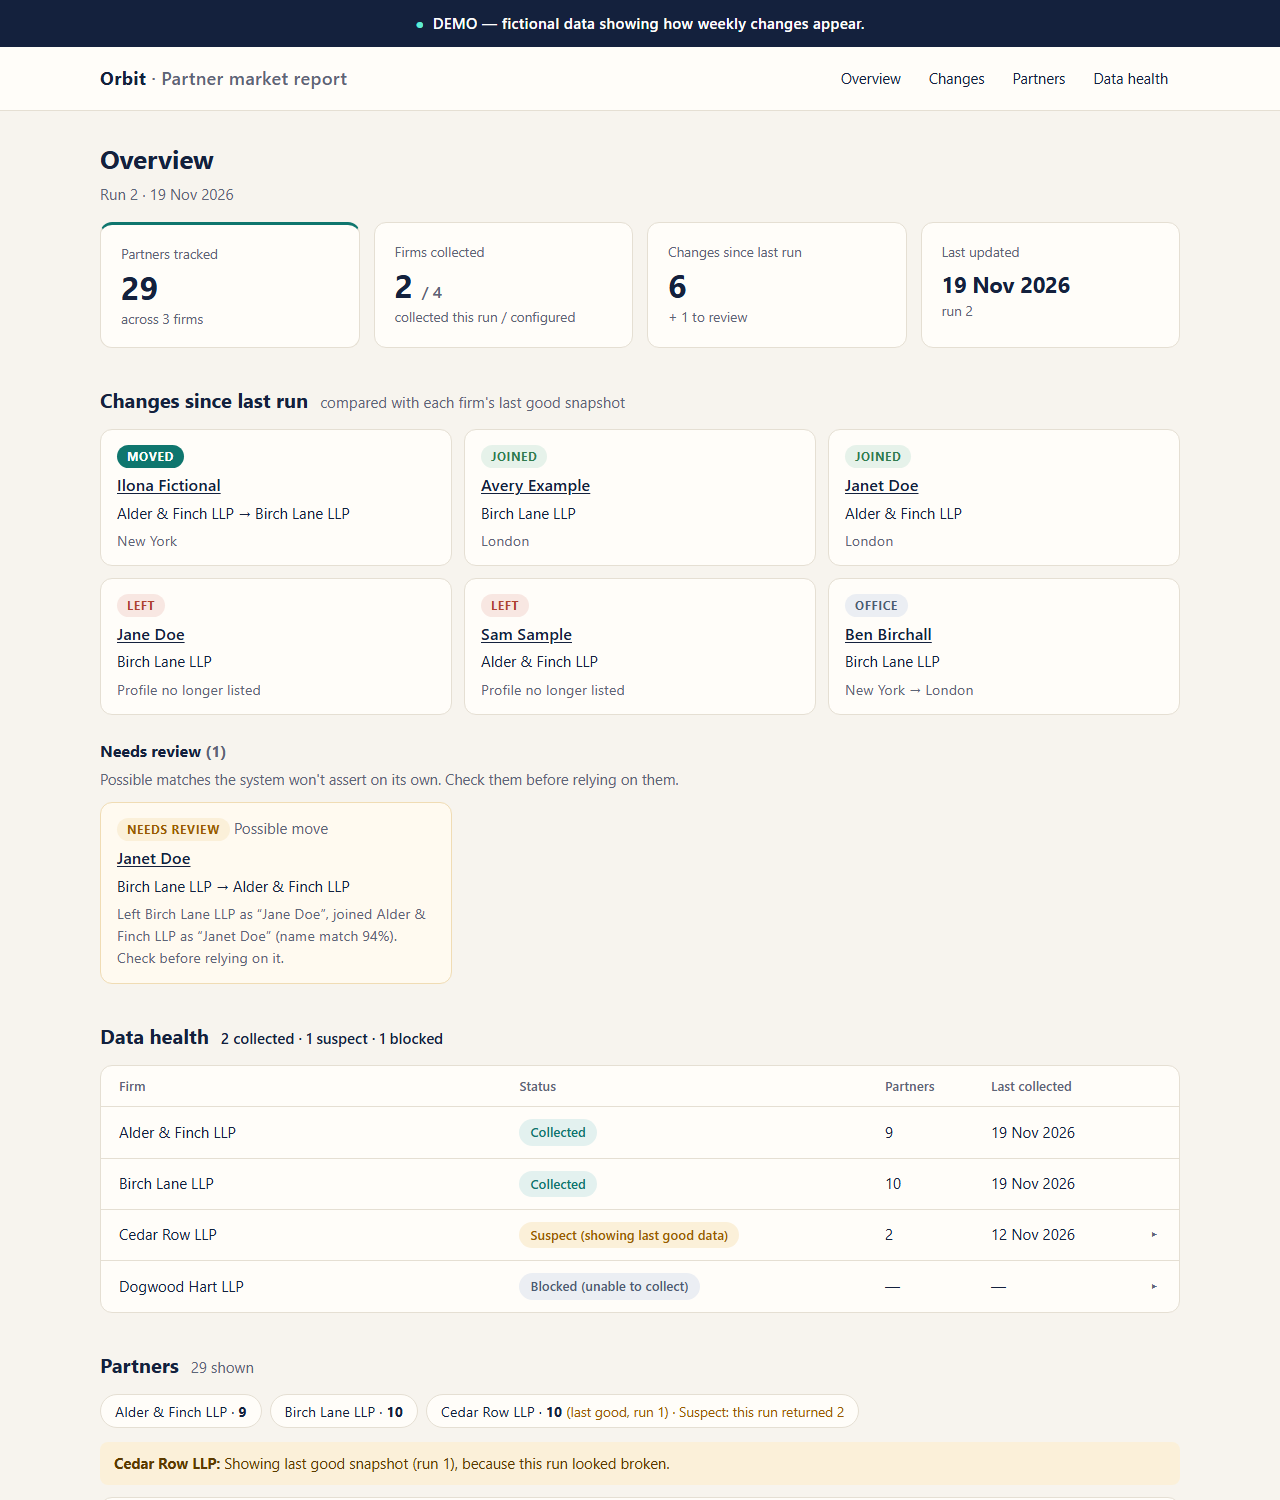 DEMO — fictional data showing how weekly changes appear.
Orbit · Partner market report
Overview
Changes
Partners
Data health
Overview
Run 2 · 19 Nov 2026
Partners tracked
29
across 3 firms
Firms collected
2 / 4
collected this run / configured
Changes since last run
6
+ 1 to review
Last updated
19 Nov 2026
run 2
Changes since last run compared with each firm's last good snapshot
MOVED
Ilona Fictional
Alder & Finch LLP → Birch Lane LLP
New York
JOINED
Avery Example
Birch Lane LLP
London
JOINED
Janet Doe
Alder & Finch LLP
London
LEFT
Jane Doe
Birch Lane LLP
Profile no longer listed
LEFT
Sam Sample
Alder & Finch LLP
Profile no longer listed
OFFICE
Ben Birchall
Birch Lane LLP
New York → London
Needs review (1)
Possible matches the system won't assert on its own. Check them before relying on them.
NEEDS REVIEW Possible move
Janet Doe
Birch Lane LLP → Alder & Finch LLP
Left Birch Lane LLP as “Jane Doe”, joined Alder &
Finch LLP as “Janet Doe” (name match 94%).
Check before relying on it.
Data health 2 collected · 1 suspect · 1 blocked
Firm Status Partners Last collected
Alder & Finch LLP Collected 9 19 Nov 2026
Birch Lane LLP Collected 10 19 Nov 2026
Cedar Row LLP Suspect (showing last good data) 2 12 Nov 2026
Dogwood Hart LLP Blocked (unable to collect) — —
Partners 29 shown
Alder & Finch LLP · 9
Birch Lane LLP · 10
Cedar Row LLP · 10 (last good, run 1) · Suspect: this run returned 2
Cedar Row LLP: Showing last good snapshot (run 1), because this run looked broken.